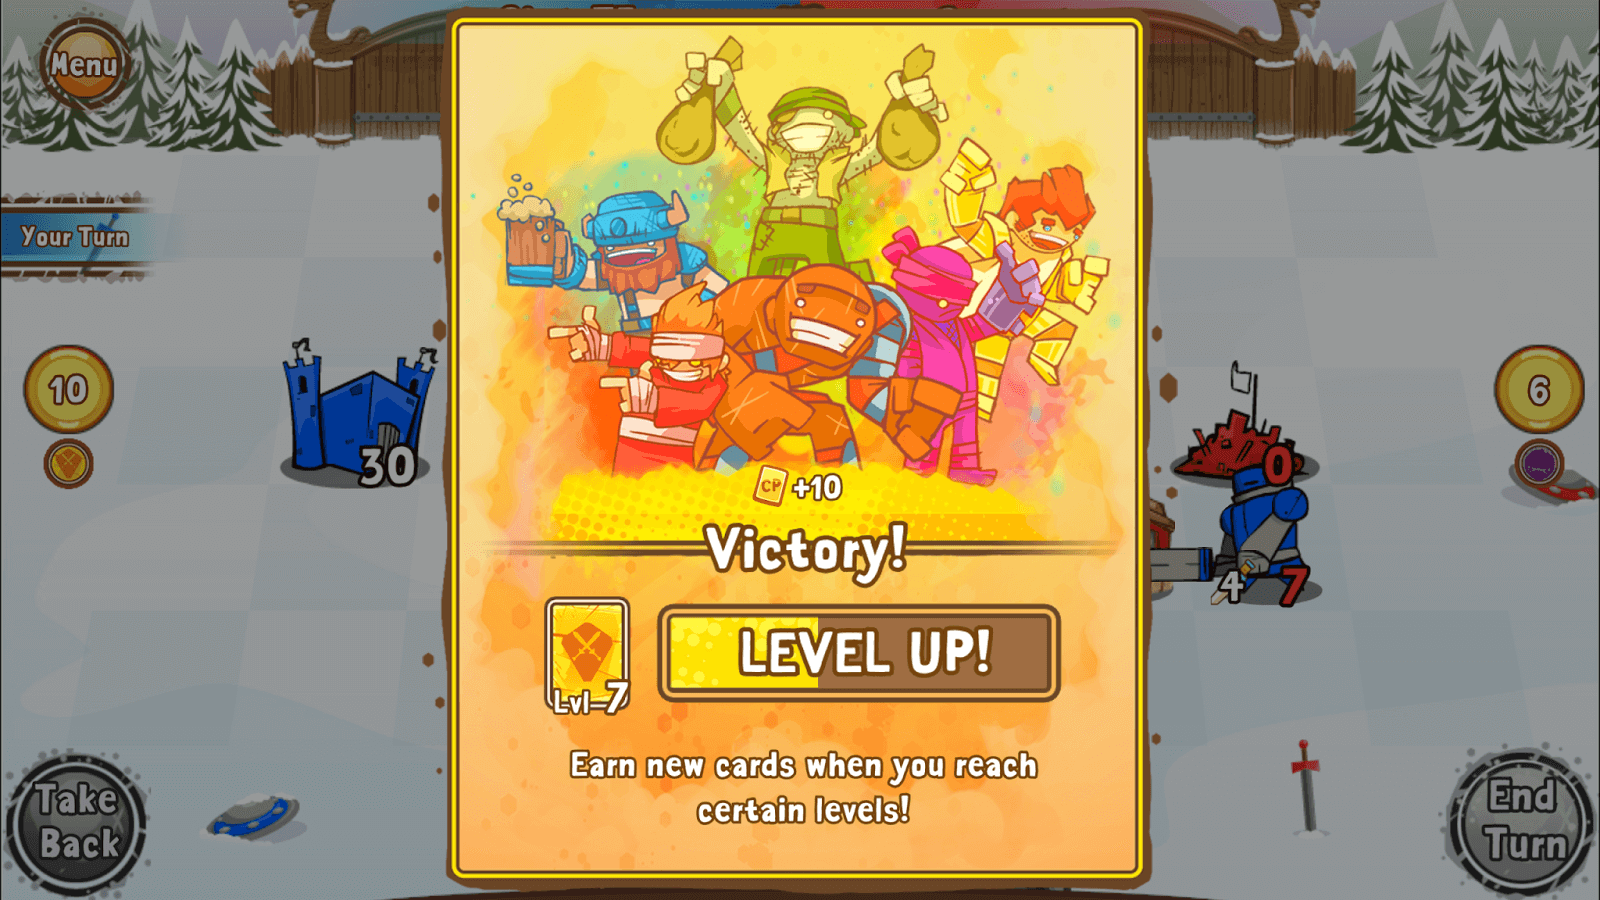 Menu
Your Turn
10
30
6
0
4 7
CP +10
Victory!
LEVEL UP!
Lvl 7
Earn new cards when you reach
certain levels!
Take
Back
End
Turn